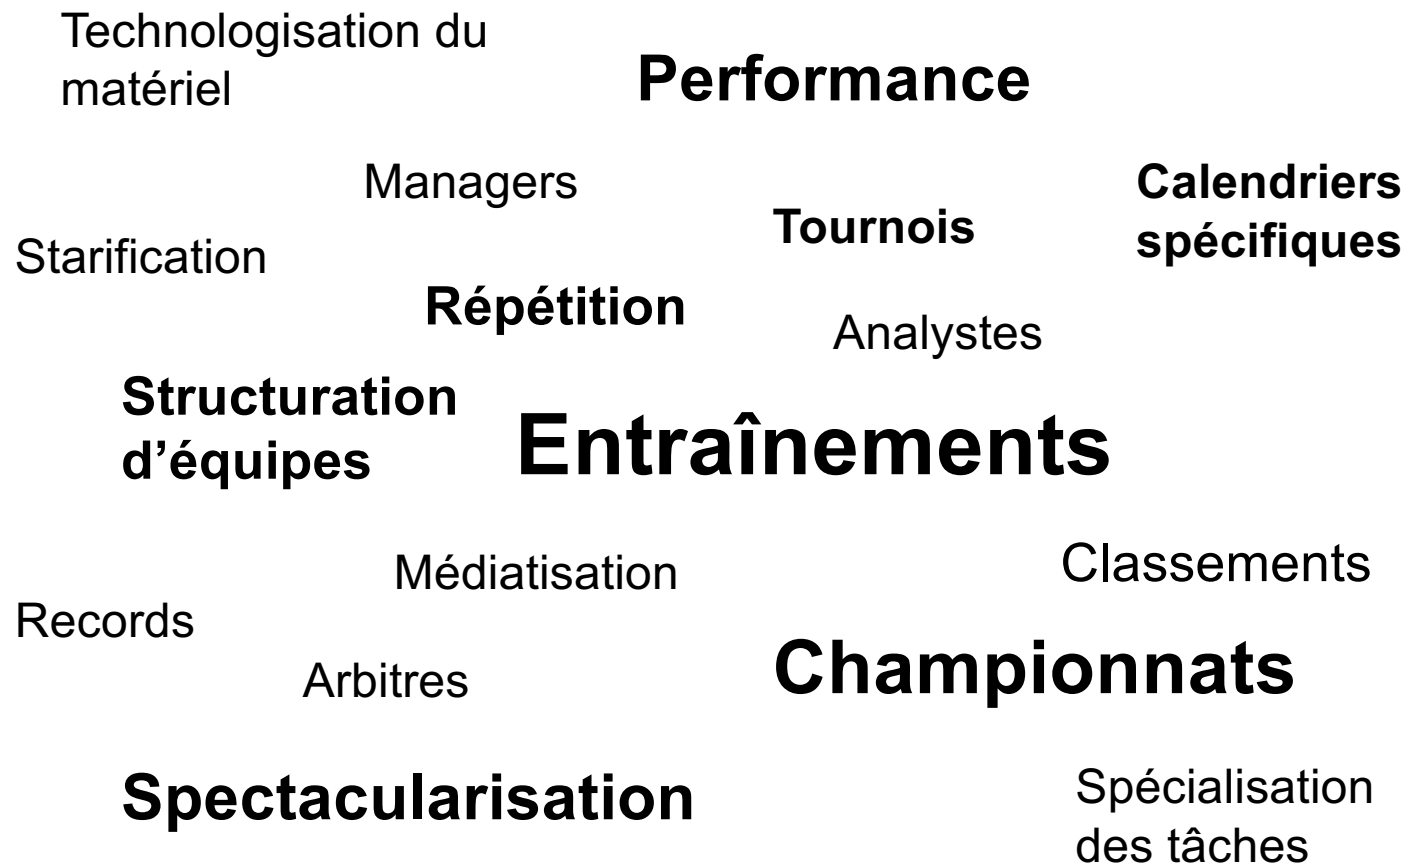 Technologisation du
matériel
Performance
Managers
Calendriers
spécifiques
Tournois
Starification
Répétition
Analystes
Structuration
d’équipes
Entraînements
Médiatisation
Classements
Records
Arbitres
Championnats
Spectacularisation
Spécialisation
des tâches